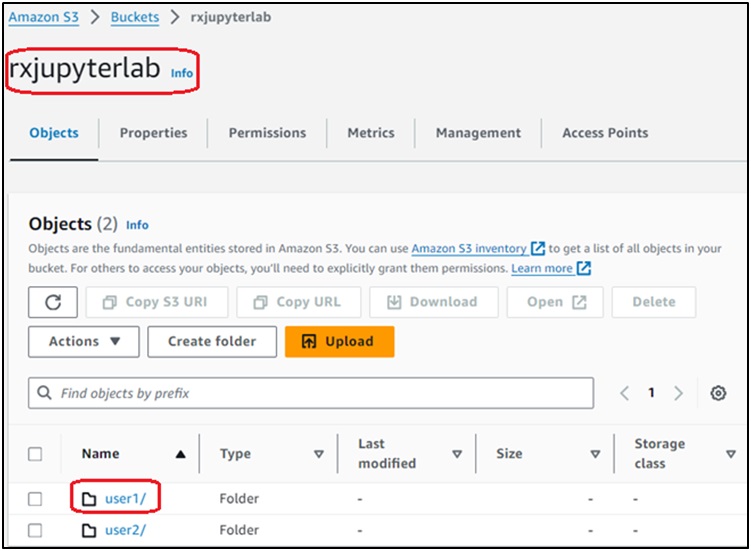 Amazon S3 > Buckets > rxjupyterlab
rxjupyterlab Info
Objects Properties Permissions Metrics Management Access Points
Objects (2) Info
Objects are the fundamental entities stored in Amazon S3. You can use Amazon S3 inventory to get a list of all objects in your
bucket. For others to access your objects, you'll need to explicitly grant them permissions. Learn more
Copy S3 URI Copy URL Download Open Delete
Actions Create folder Upload
Find objects by prefix 1
Name Type Last modified Size Storage class
user1/ Folder - - -
user2/ Folder - - -